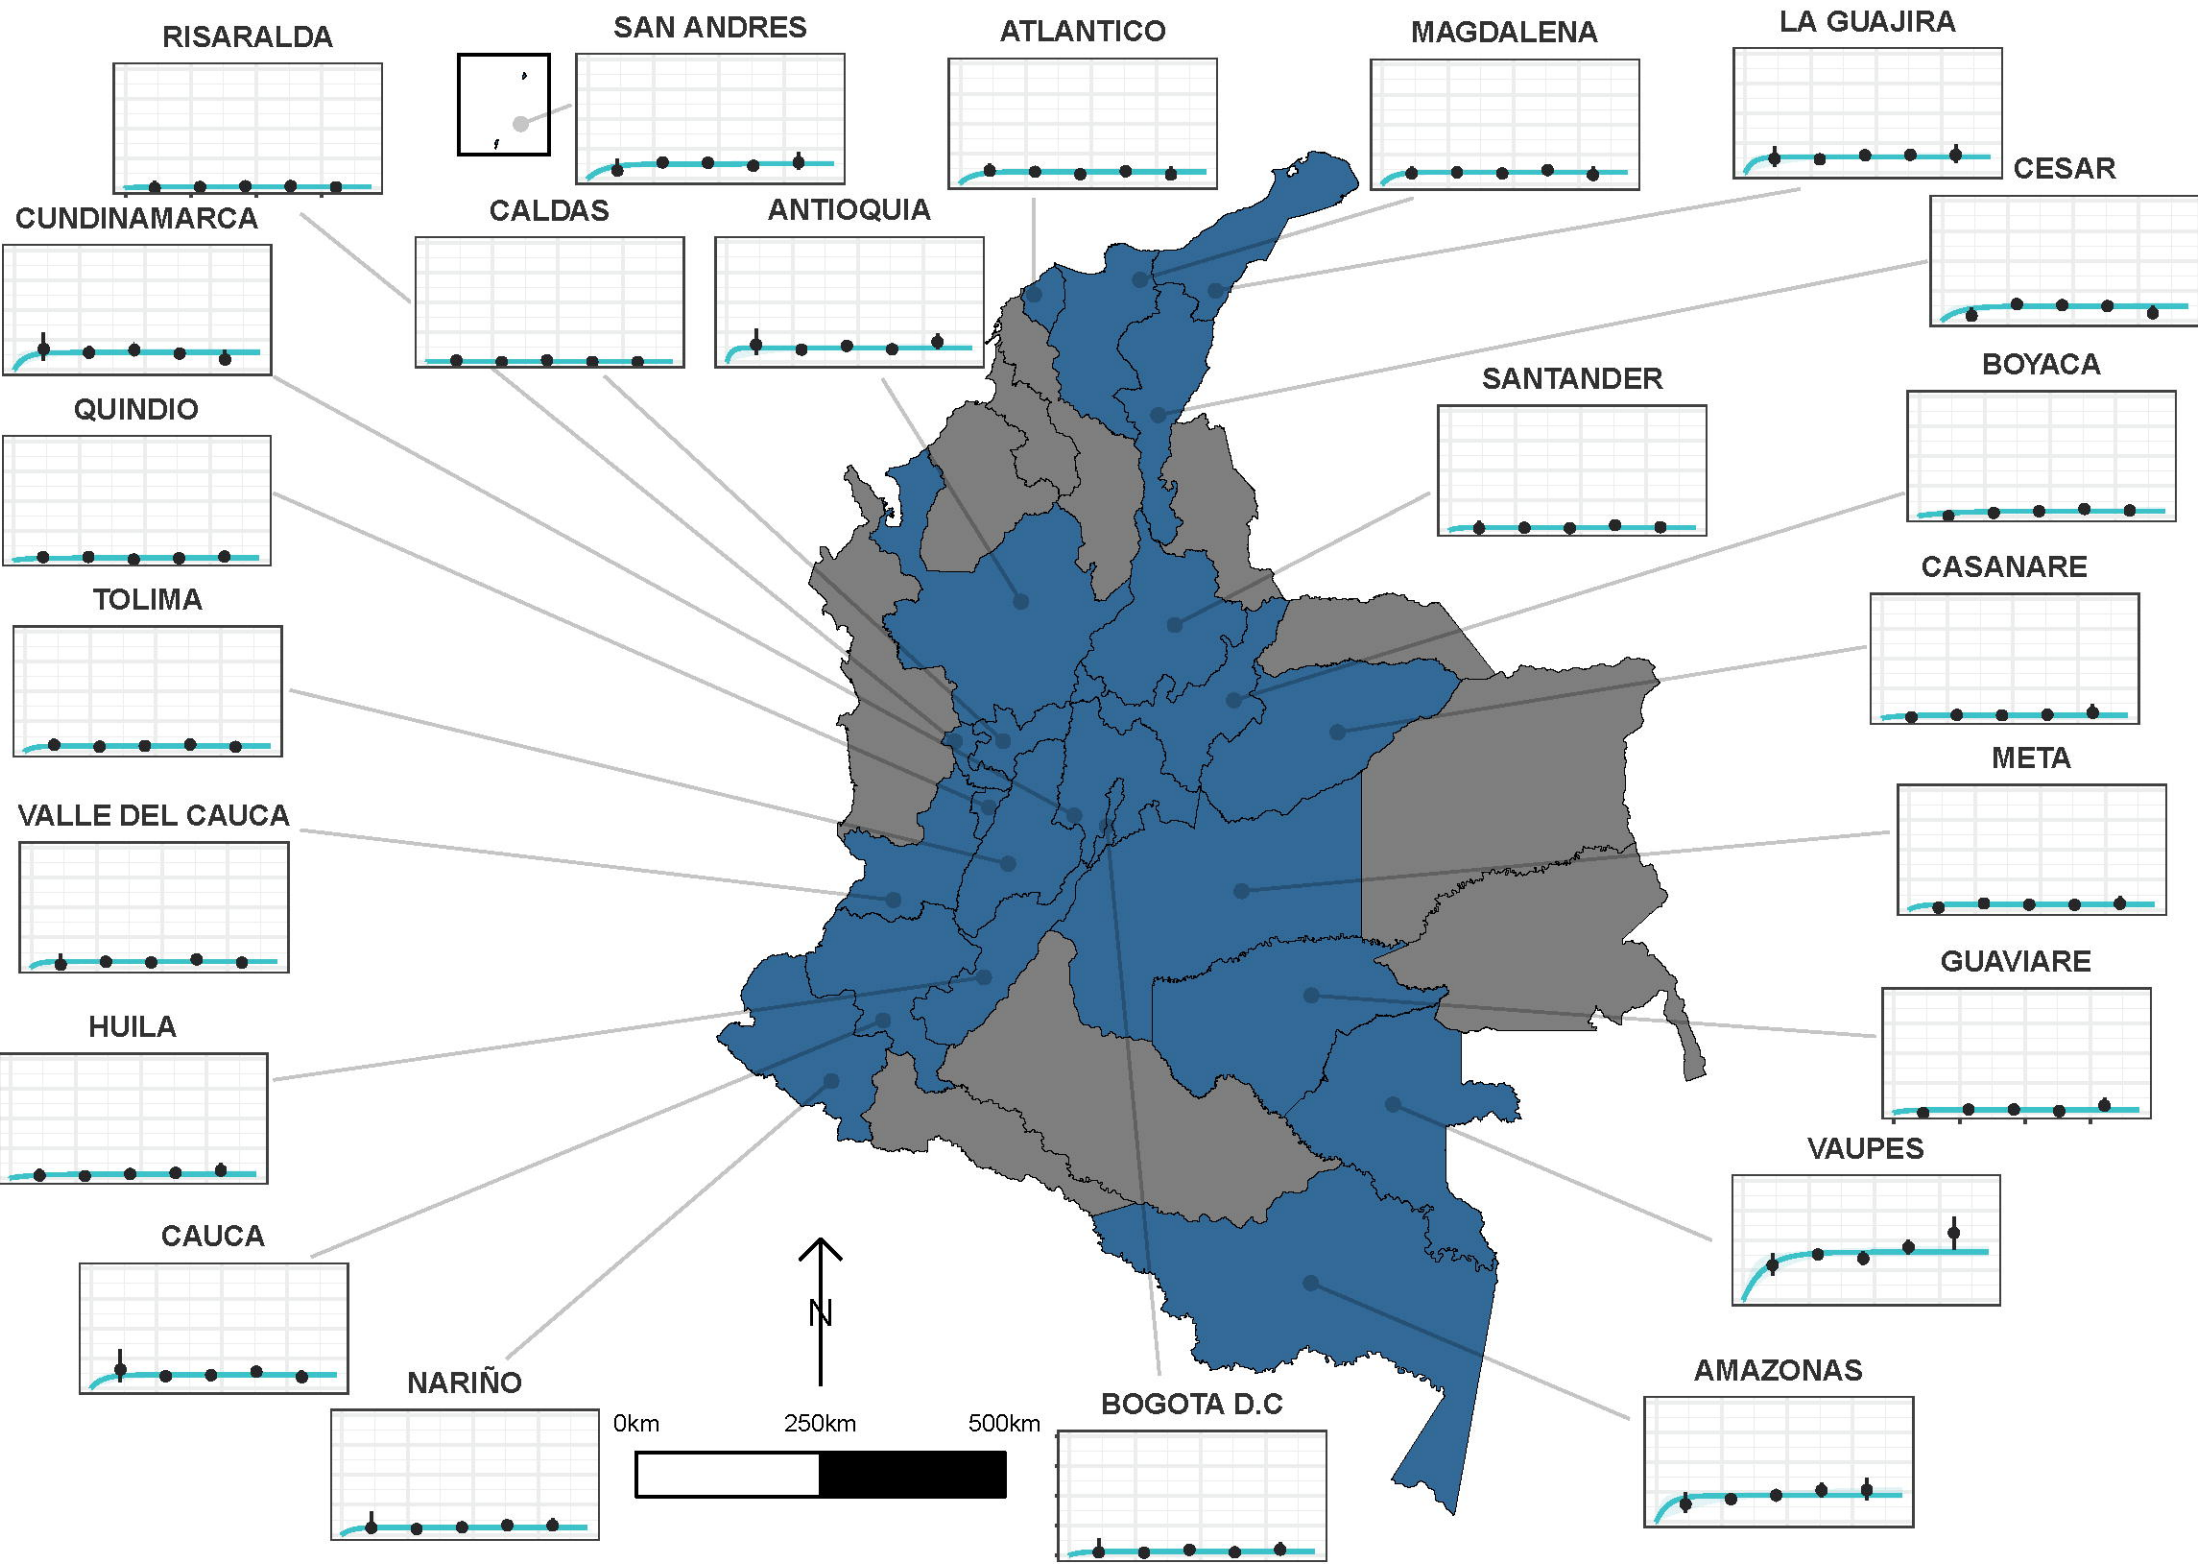 RISARALDA
SAN ANDRES
ATLANTICO
MAGDALENA
LA GUAJIRA
CESAR
CUNDINAMARCA
CALDAS
ANTIOQUIA
SANTANDER
BOYACA
QUINDIO
CASANARE
TOLIMA
META
VALLE DEL CAUCA
GUAVIARE
HUILA
VAUPES
CAUCA
N
AMAZONAS
NARIÑO
BOGOTA D.C
0km 250km 500km